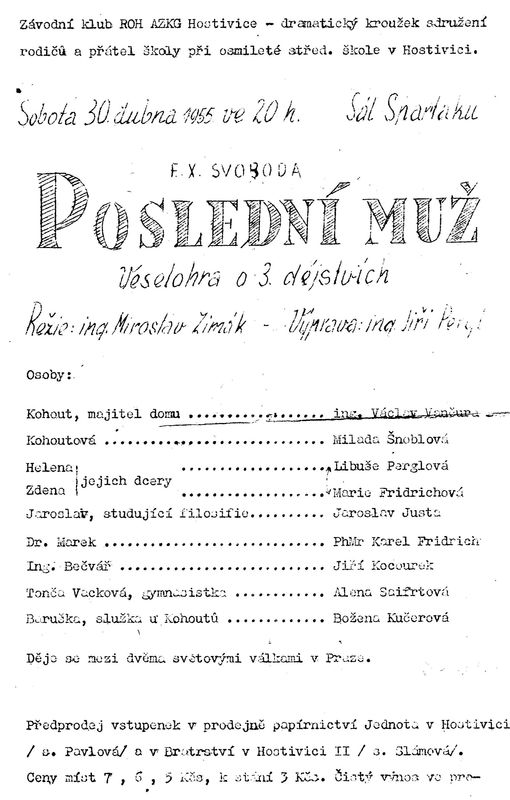 Závodní klub ROH AZKG Hostivice – dramatický kroužek sdružení
rodičů a přátel školy při osmileté střed. škole v Hostivici.
Sobota 30. dubna 1955 ve 20 h. Sál Spartaku
F. X. SVOBODA
POSLEDNÍ MUŽ
Veselohra o 3. dějstvích
Režie: ing. Miroslav Zimák - Výprava: ing. Jiří Pergl
Osoby:
Kohout, majitel domu ................ ing. Václav Vančura
Kohoutová .......................... Milada Šnoblová
Helena jejich dcery ................ Libuše Perglová
Zdena ................ Marie Fridrichová
Jaroslav, studující filosofie......... Jaroslav Justa
Dr. Marek .......................... PhMr Karel Fridrich
Ing. Bečvář ........................ Jiří Kocourek
Tonča Vacková, gymnasistka ........... Alena Saifrtová
Baruška, služka u Kohoutů ............ Božena Kučerová
Děje se mezi dvěma světovými válkami v Praze.
Předprodej vstupenek v prodejně papírnictví Jednota v Hostivici
/ s. Pavlová/ a v Bratrství v Hostivici II / s. Slámová/.
Ceny míst 7 , 6 , 5 Kčs, k stání 3 Kčs. Čistý výnos ve pro-